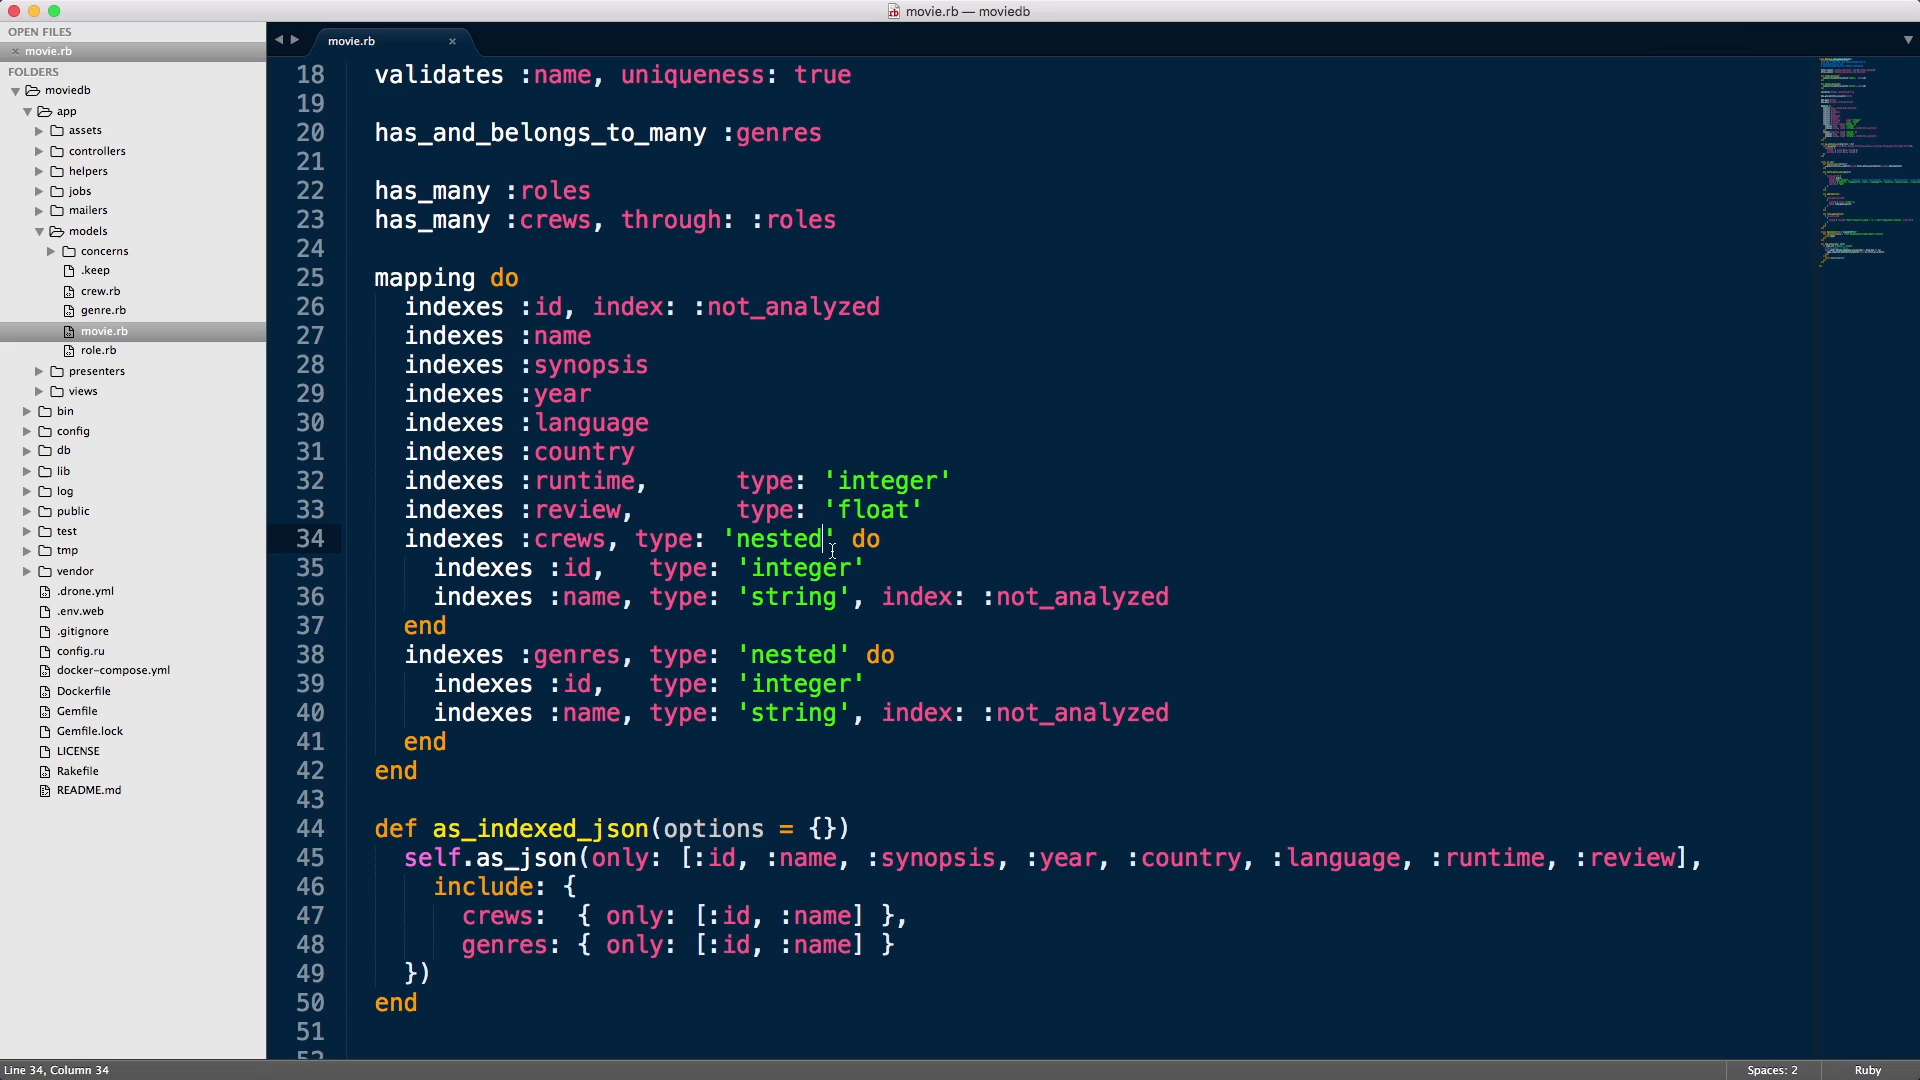 movie.rb — moviedb
OPEN FILES
movie.rb
FOLDERS
moviedb
app
assets
controllers
helpers
jobs
mailers
models
concerns
.keep
crew.rb
genre.rb
movie.rb
role.rb
presenters
views
bin
config
db
lib
log
public
test
tmp
vendor
.drone.yml
.env.web
.gitignore
config.ru
docker-compose.yml
Dockerfile
Gemfile
Gemfile.lock
LICENSE
Rakefile
README.md
movie.rb
18 validates :name, uniqueness: true
19
20 has_and_belongs_to_many :genres
21
22 has_many :roles
23 has_many :crews, through: :roles
24
25 mapping do
26 indexes :id, index: :not_analyzed
27 indexes :name
28 indexes :synopsis
29 indexes :year
30 indexes :language
31 indexes :country
32 indexes :runtime, type: 'integer'
33 indexes :review, type: 'float'
34 indexes :crews, type: 'nested' do
35 indexes :id, type: 'integer'
36 indexes :name, type: 'string', index: :not_analyzed
37 end
38 indexes :genres, type: 'nested' do
39 indexes :id, type: 'integer'
40 indexes :name, type: 'string', index: :not_analyzed
41 end
42 end
43
44 def as_indexed_json(options = {})
45 self.as_json(only: [:id, :name, :synopsis, :year, :country, :language, :runtime, :review],
46 include: {
47 crews: { only: [:id, :name] },
48 genres: { only: [:id, :name] }
49 })
50 end
51
Line 34, Column 34
Spaces: 2
Ruby